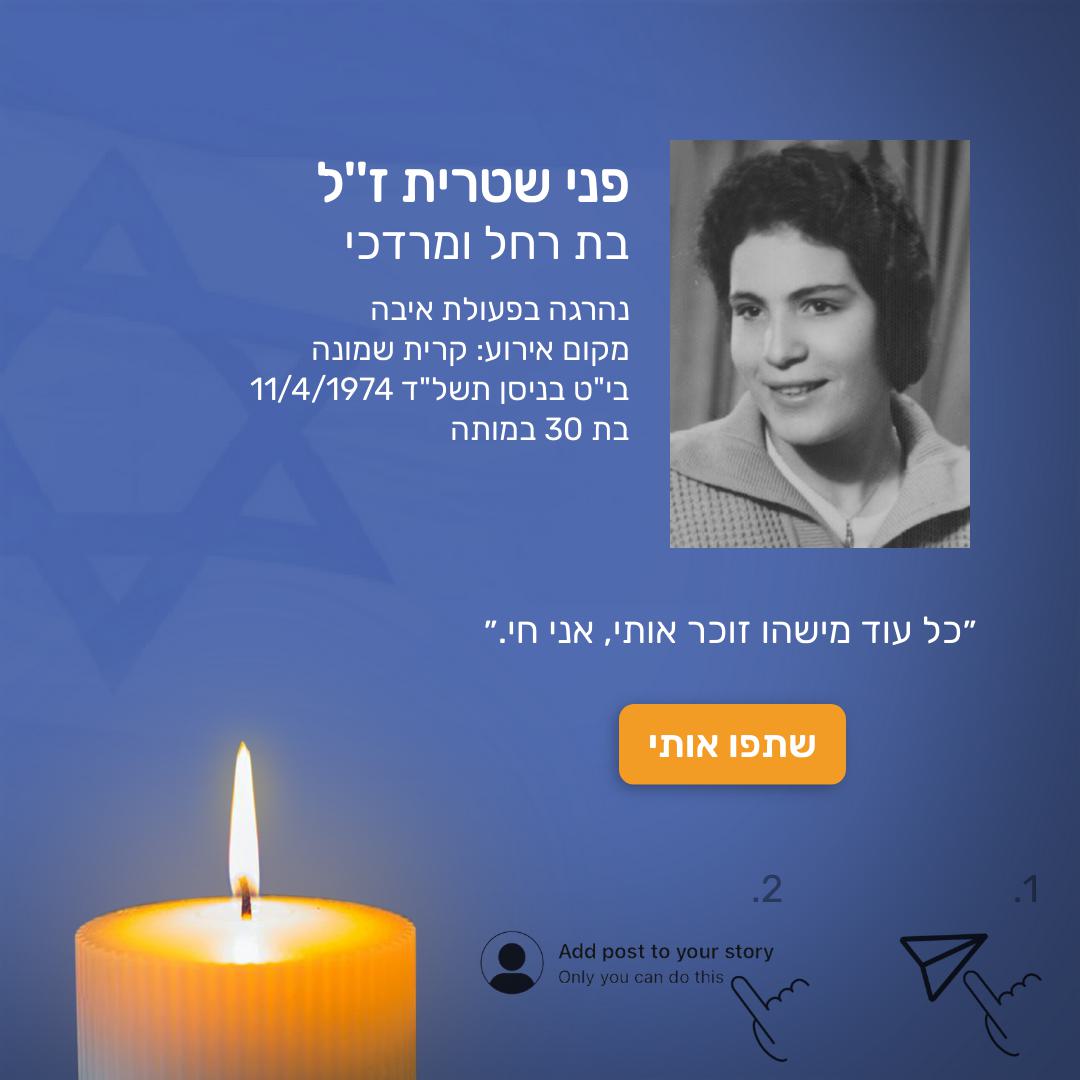 פני שטרית ז"ל
בת רחל ומרדכי
נהרגה בפעולת איבה
מקום אירוע: קרית שמונה
בי"ט בניסן תשל"ד 11/4/1974
בת 30 במותה
״כל עוד מישהו זוכר אותי, אני חי.״
שתפו אותי
1.
2.
Add post to your story
Only you can do this